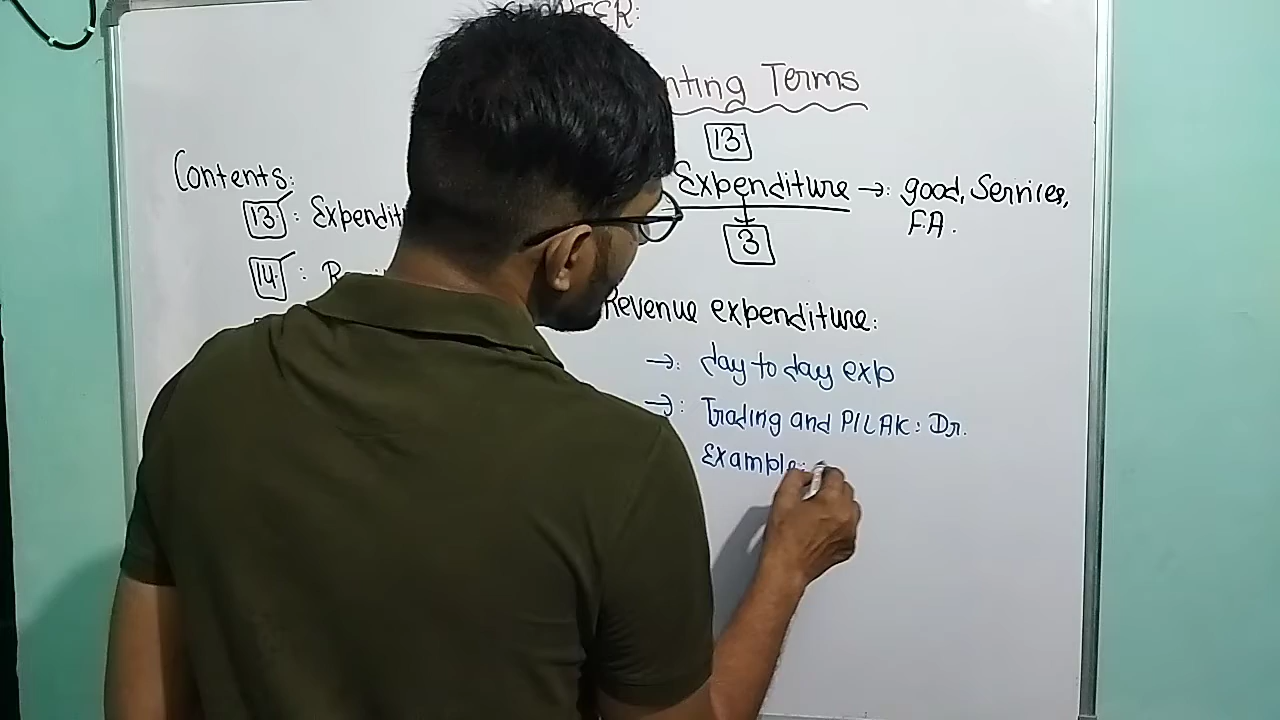 nting Terms
13
Contents:
13 : Expendit
14 :
Expenditure →: good, Services,
F.A.
3
Revenue expenditure:
→: day to day exp
→: Trading and P/L A/C: Dr.
Example: